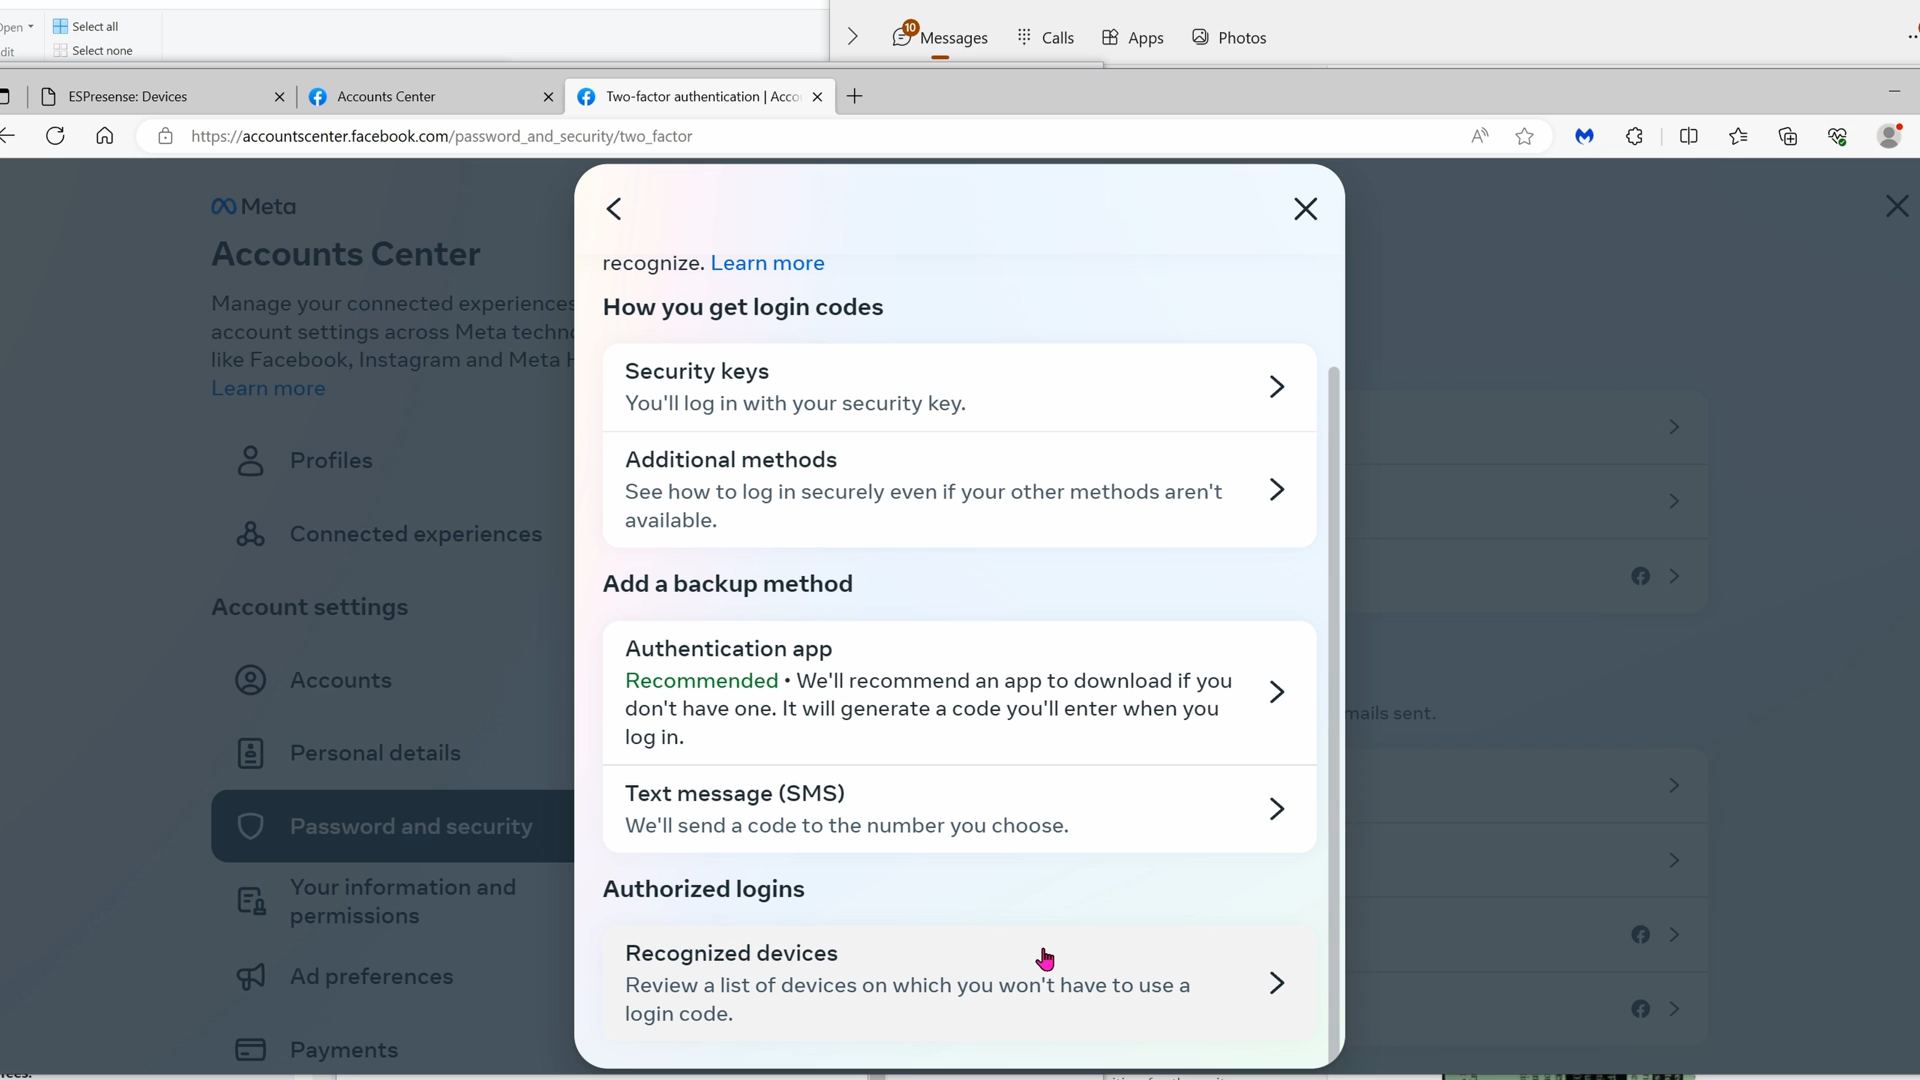 Open
Select all
dit
Select none
10
Messages
Calls
Apps
Photos
ESPresense: Devices
Accounts Center
Two-factor authentication | Acco
https://accountscenter.facebook.com/password_and_security/two_factor
Meta
Accounts Center
Manage your connected experiences
account settings across Meta techno
like Facebook, Instagram and Meta H
Learn more
Profiles
Connected experiences
Account settings
Accounts
Personal details
Password and security
Your information and
permissions
Ad preferences
Payments
recognize. Learn more
How you get login codes
Security keys
You'll log in with your security key.
Additional methods
See how to log in securely even if your other methods aren't
available.
Add a backup method
Authentication app
Recommended • We'll recommend an app to download if you
don't have one. It will generate a code you'll enter when you
log in.
Text message (SMS)
We'll send a code to the number you choose.
Authorized logins
Recognized devices
Review a list of devices on which you won't have to use a
login code.
mails sent.